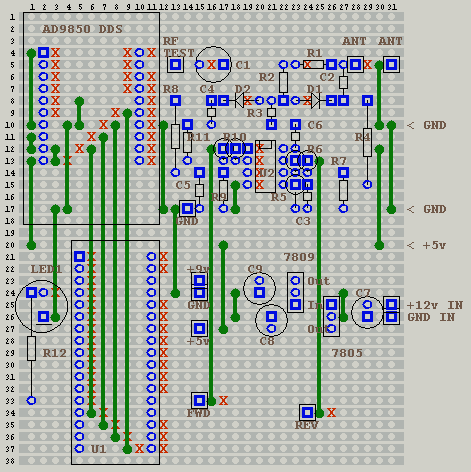 1 2 3 4 5 6 7 8 9 10 11 12 13 14 15 16 17 18 19 20 21 22 23 24 25 26 27 28 29 30 31
1
2
AD9850 DDS
3
RF ANT ANT
4
TEST R1
5
C1
6
R2 C2
7
R8 C4 D2 D1
8
9
R3
10
C6 < GND
11
R11 R10 R4
12
R6
13
R7
14
U2
15
C5
16
R9 R5
17
< GND
18
GND C3
19
20
< +5v
21
7809
22
LED1 +9v C9
23
Out
24
C7
25
GND In +12v IN
26
GND IN
27
+5v Out
28
C8
29
R12 7805
30
31
32
33
34
FWD
35
REV
36
37
U1
38